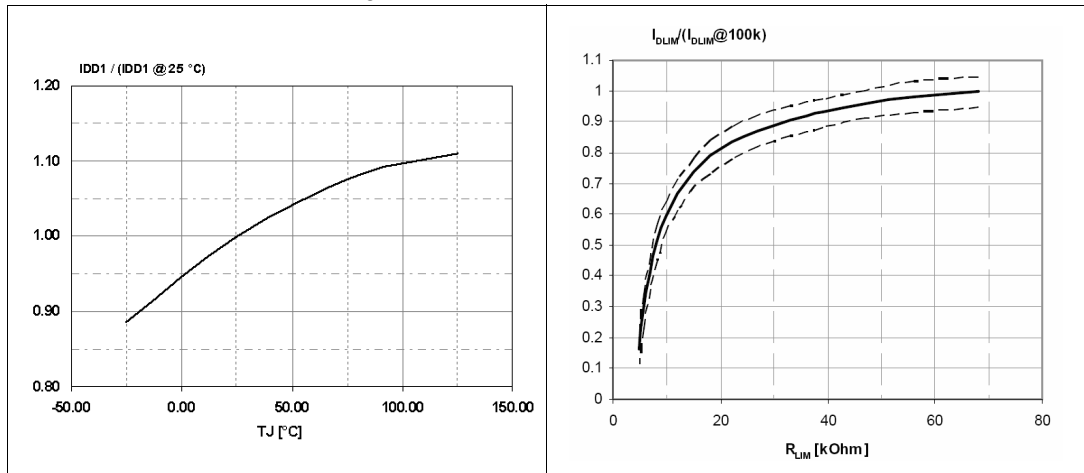 IDD1 / (IDD1 @ 25 °C)
1.20
1.10
1.00
0.90
0.80
-50.00 0.00 50.00 100.00 150.00
TJ [°C]
IDLIM/(IDLIM@100k)
1.1
1
0.9
0.8
0.7
0.6
0.5
0.4
0.3
0.2
0.1
0
0 20 40 60 80
RLIM [kOhm]